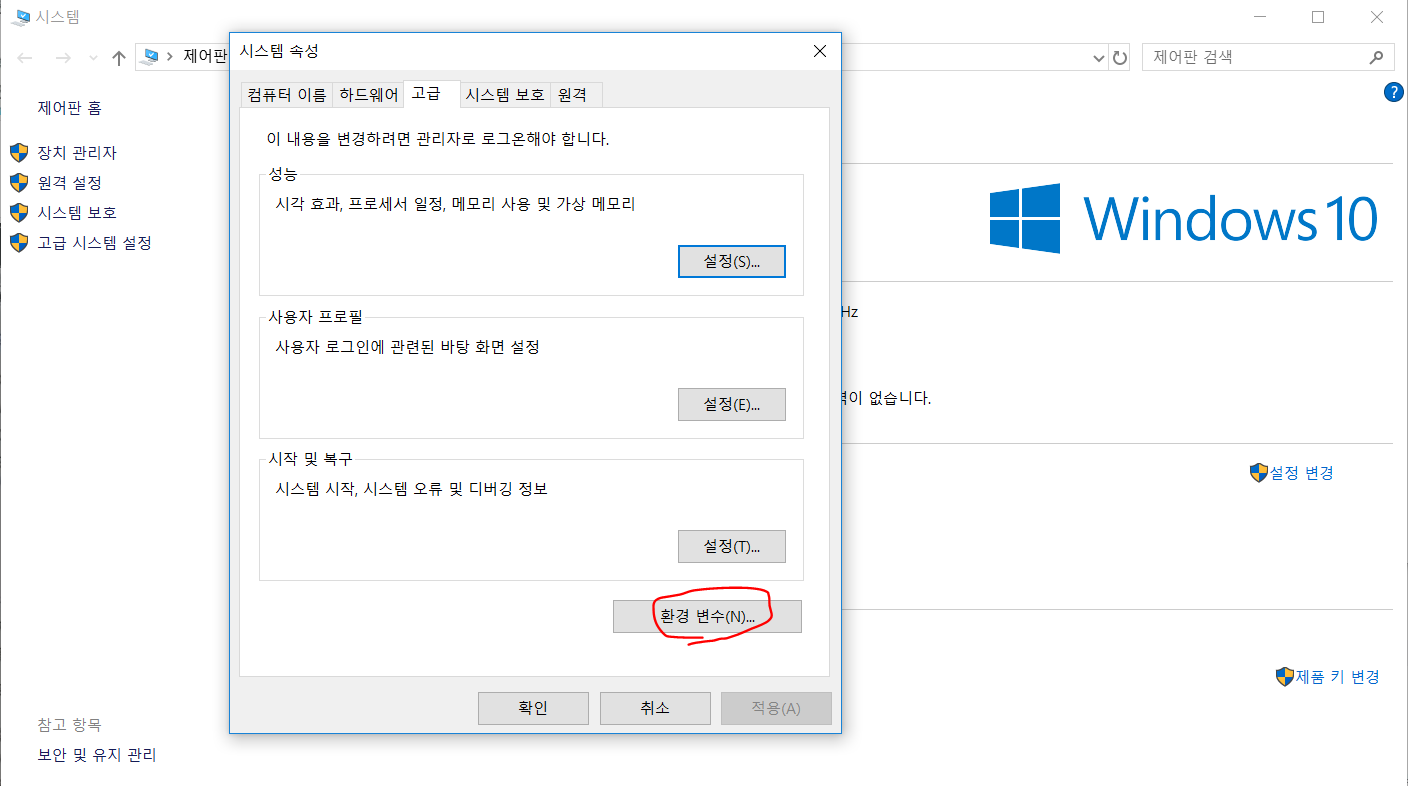 시스템
제어판
제어판 검색
시스템 속성
컴퓨터 이름
하드웨어
고급
시스템 보호
원격
이 내용을 변경하려면 관리자로 로그온해야 합니다.
성능
시각 효과, 프로세서 일정, 메모리 사용 및 가상 메모리
설정(S)...
사용자 프로필
사용자 로그인에 관련된 바탕 화면 설정
설정(E)...
시작 및 복구
시스템 시작, 시스템 오류 및 디버깅 정보
설정(T)...
환경 변수(N)...
확인
취소
적용(A)
제어판 홈
장치 관리자
원격 설정
시스템 보호
고급 시스템 설정
참고 항목
보안 및 유지 관리
Windows 10
Hz
없습니다.
설정 변경
제품 키 변경